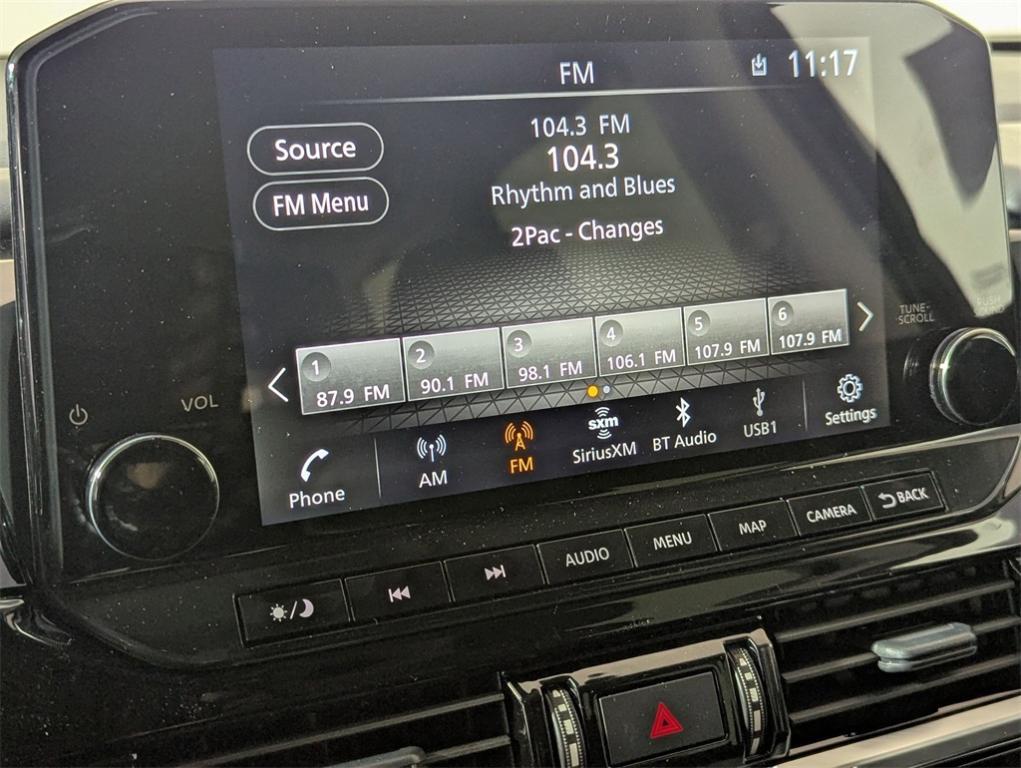 FM
11:17
Source
FM Menu
104.3 FM
104.3
Rhythm and Blues
2Pac - Changes
1
87.9 FM
2
90.1 FM
3
98.1 FM
4
106.1 FM
5
107.9 FM
6
107.9 FM
TUNE-
SCROLL
PUSH
SOUND
VOL
Phone
AM
FM
sxm
SiriusXM
BT Audio
USB1
Settings
AUDIO
MENU
MAP
CAMERA
BACK